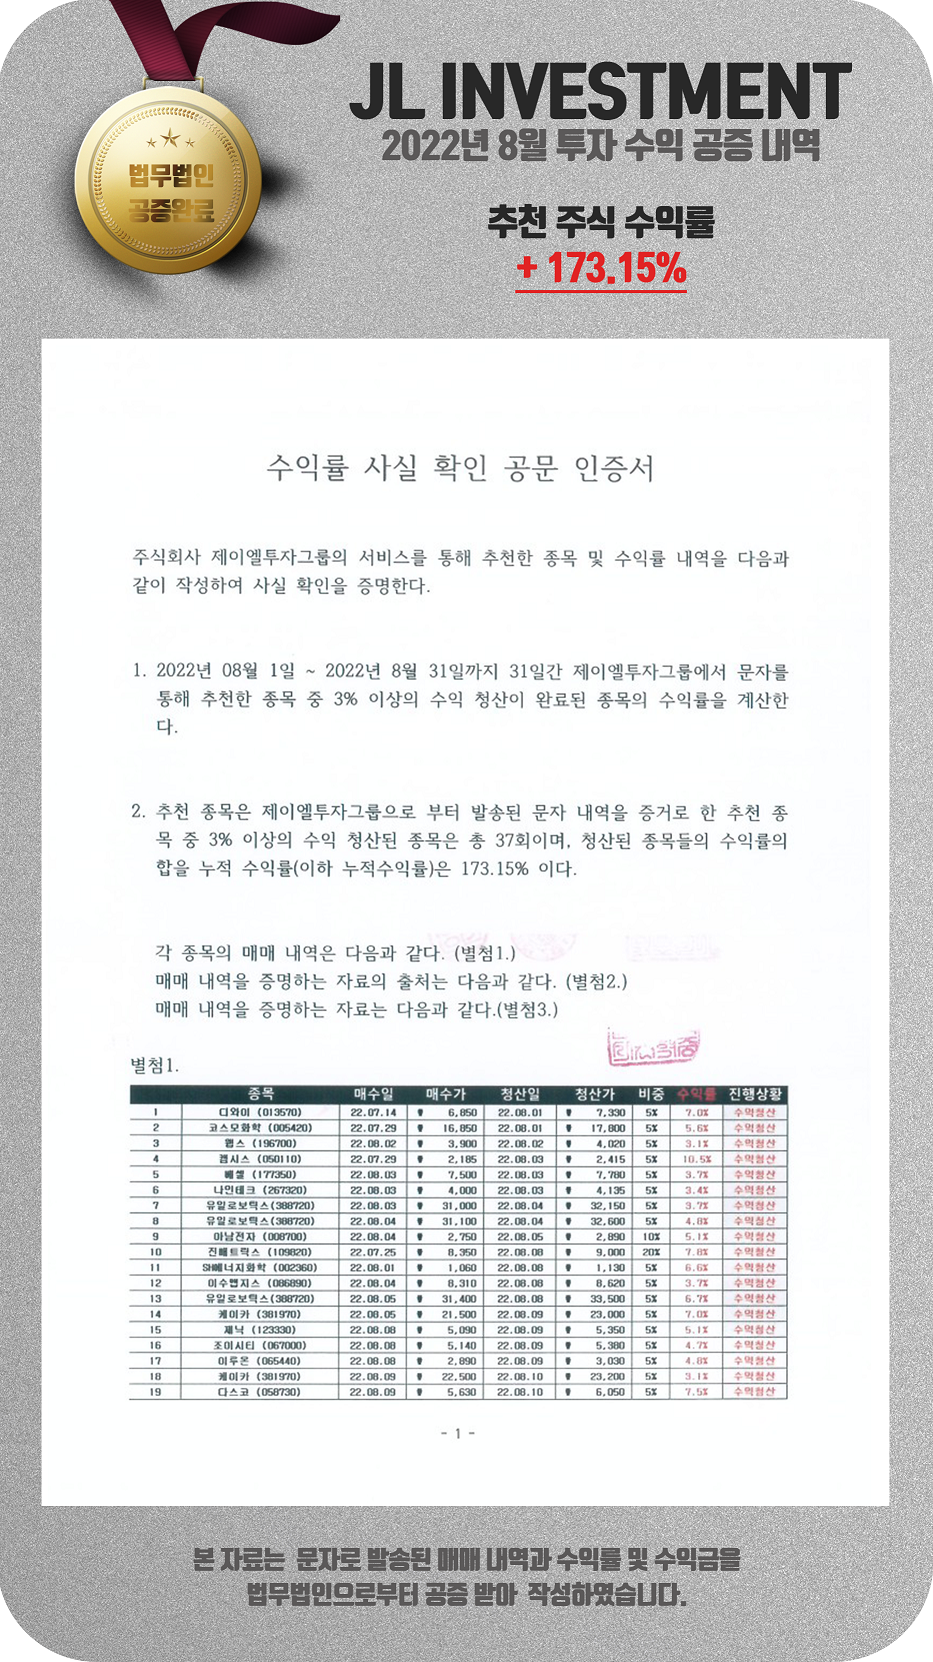 JL INVESTMENT
2022년 8월 투자 수익 공증 내역
법무법인
공증완료
추천 주식 수익률
+ 173.15%
수익률 사실 확인 공문 인증서
주식회사 제이엘투자그룹의 서비스를 통해 추천한 종목 및 수익률 내역을 다음과
같이 작성하여 사실 확인을 증명한다.
1. 2022년 08월 1일 ~ 2022년 8월 31일까지 31일간 제이엘투자그룹에서 문자를
통해 추천한 종목 중 3% 이상의 수익 청산이 완료된 종목의 수익률을 계산한
다.
2. 추천 종목은 제이엘투자그룹으로 부터 발송된 문자 내역을 증거로 한 추천 종
목 중 3% 이상의 수익 청산된 종목은 총 37회이며, 청산된 종목들의 수익률의
합을 누적 수익률(이하 누적수익률)은 173.15% 이다.
각 종목의 매매 내역은 다음과 같다. (별첨1.)
매매 내역을 증명하는 자료의 출처는 다음과 같다. (별첨2.)
매매 내역을 증명하는 자료는 다음과 같다.(별첨3.)
별첨1.
종목 매수일 매수가 청산일 청산가 비중 수익률 진행상황
1 디와이 (013570) 22.07.14 ₩ 6,850 22.08.01 ₩ 7,330 5% 7.0% 수익청산
2 코스모화학 (005420) 22.07.29 ₩ 16,850 22.08.01 ₩ 17,800 5% 5.6% 수익청산
3 웹스 (196700) 22.08.02 ₩ 3,900 22.08.02 ₩ 4,020 5% 3.1% 수익청산
4 켐시스 (050110) 22.07.29 ₩ 2,185 22.08.03 ₩ 2,415 5% 10.5% 수익청산
5 베셀 (177350) 22.08.03 ₩ 7,500 22.08.03 ₩ 7,780 5% 3.7% 수익청산
6 나인테크 (267320) 22.08.03 ₩ 4,000 22.08.03 ₩ 4,135 5% 3.4% 수익청산
7 유일로보틱스(388720) 22.08.03 ₩ 31,000 22.08.04 ₩ 32,150 5% 3.7% 수익청산
8 유일로보틱스(388720) 22.08.04 ₩ 31,100 22.08.04 ₩ 32,600 5% 4.8% 수익청산
9 아남전자 (008700) 22.08.04 ₩ 2,750 22.08.05 ₩ 2,890 10% 5.1% 수익청산
10 진매트릭스 (109820) 22.07.25 ₩ 8,350 22.08.08 ₩ 9,000 20% 7.8% 수익청산
11 SH에너지화학 (002360) 22.08.01 ₩ 1,060 22.08.08 ₩ 1,130 5% 6.6% 수익청산
12 이수앱지스 (086890) 22.08.04 ₩ 8,310 22.08.08 ₩ 8,620 5% 3.7% 수익청산
13 유일로보틱스(388720) 22.08.05 ₩ 31,400 22.08.08 ₩ 33,500 5% 6.7% 수익청산
14 케이카 (381970) 22.08.05 ₩ 21,500 22.08.09 ₩ 23,000 5% 7.0% 수익청산
15 제닉 (123330) 22.08.08 ₩ 5,090 22.08.09 ₩ 5,350 5% 5.1% 수익청산
16 조이시티 (067000) 22.08.08 ₩ 5,140 22.08.09 ₩ 5,380 5% 4.7% 수익청산
17 이루온 (065440) 22.08.08 ₩ 2,890 22.08.09 ₩ 3,030 5% 4.8% 수익청산
18 케이카 (381970) 22.08.09 ₩ 22,500 22.08.10 ₩ 23,200 5% 3.1% 수익청산
19 다스코 (058730) 22.08.09 ₩ 5,630 22.08.10 ₩ 6,050 5% 7.5% 수익청산
- 1 -
본 자료는 문자로 발송된 매매 내역과 수익률 및 수익금을
법무법인으로부터 공증 받아 작성하였습니다.